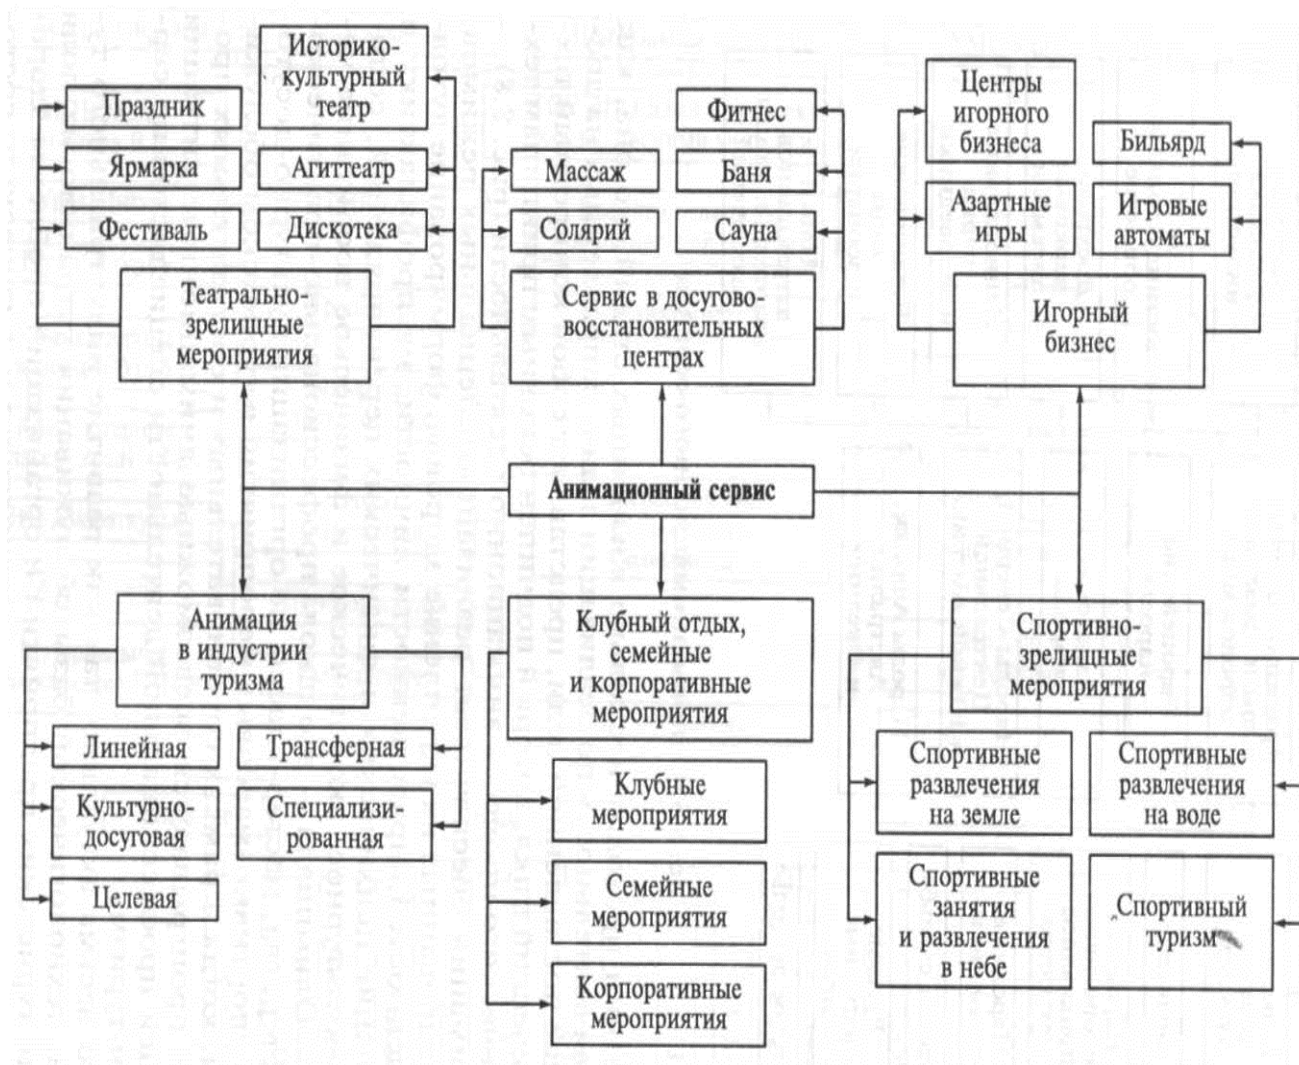 Историко-
культурный
театр
Праздник
Ярмарка
Агиттеатр
Фестиваль
Дискотека
Театрально-
зрелищные
мероприятия
Фитнес
Массаж
Баня
Солярий
Сауна
Сервис в досугово-
восстановительных
центрах
Центры
игорного
бизнеса
Бильярд
Азартные
игры
Игровые
автоматы
Игорный
бизнес
Анимационный сервис
Анимация
в индустрии
туризма
Линейная
Трансферная
Культурно-
досуговая
Специализи-
рованная
Целевая
Клубный отдых,
семейные
и корпоративные
мероприятия
Клубные
мероприятия
Семейные
мероприятия
Корпоративные
мероприятия
Спортивно-
зрелищные
мероприятия
Спортивные
развлечения
на земле
Спортивные
развлечения
на воде
Спортивные
занятия
и развлечения
в небе
Спортивный
туризм